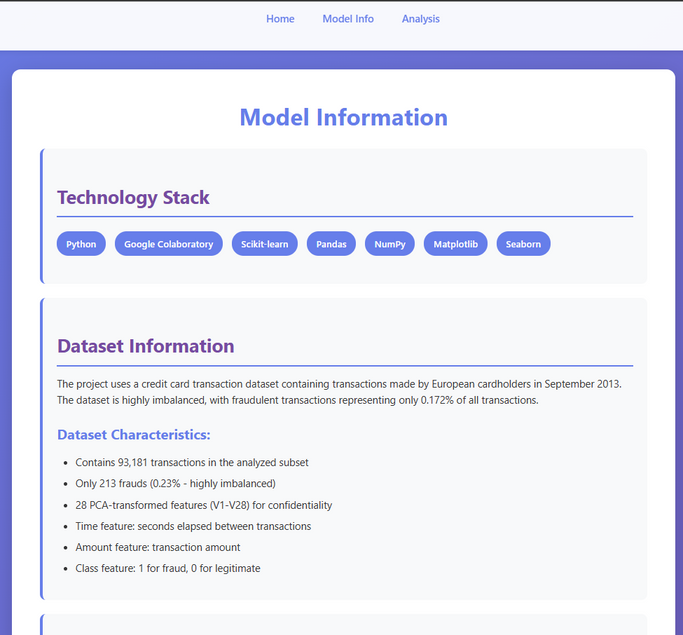 Home Model Info Analysis
Model Information
Technology Stack
Python Google Colaboratory Scikit-learn Pandas NumPy Matplotlib Seaborn
Dataset Information
The project uses a credit card transaction dataset containing transactions made by European cardholders in September 2013.
The dataset is highly imbalanced, with fraudulent transactions representing only 0.172% of all transactions.
Dataset Characteristics:
• Contains 93,181 transactions in the analyzed subset
• Only 213 frauds (0.23% - highly imbalanced)
• 28 PCA-transformed features (V1-V28) for confidentiality
• Time feature: seconds elapsed between transactions
• Amount feature: transaction amount
• Class feature: 1 for fraud, 0 for legitimate